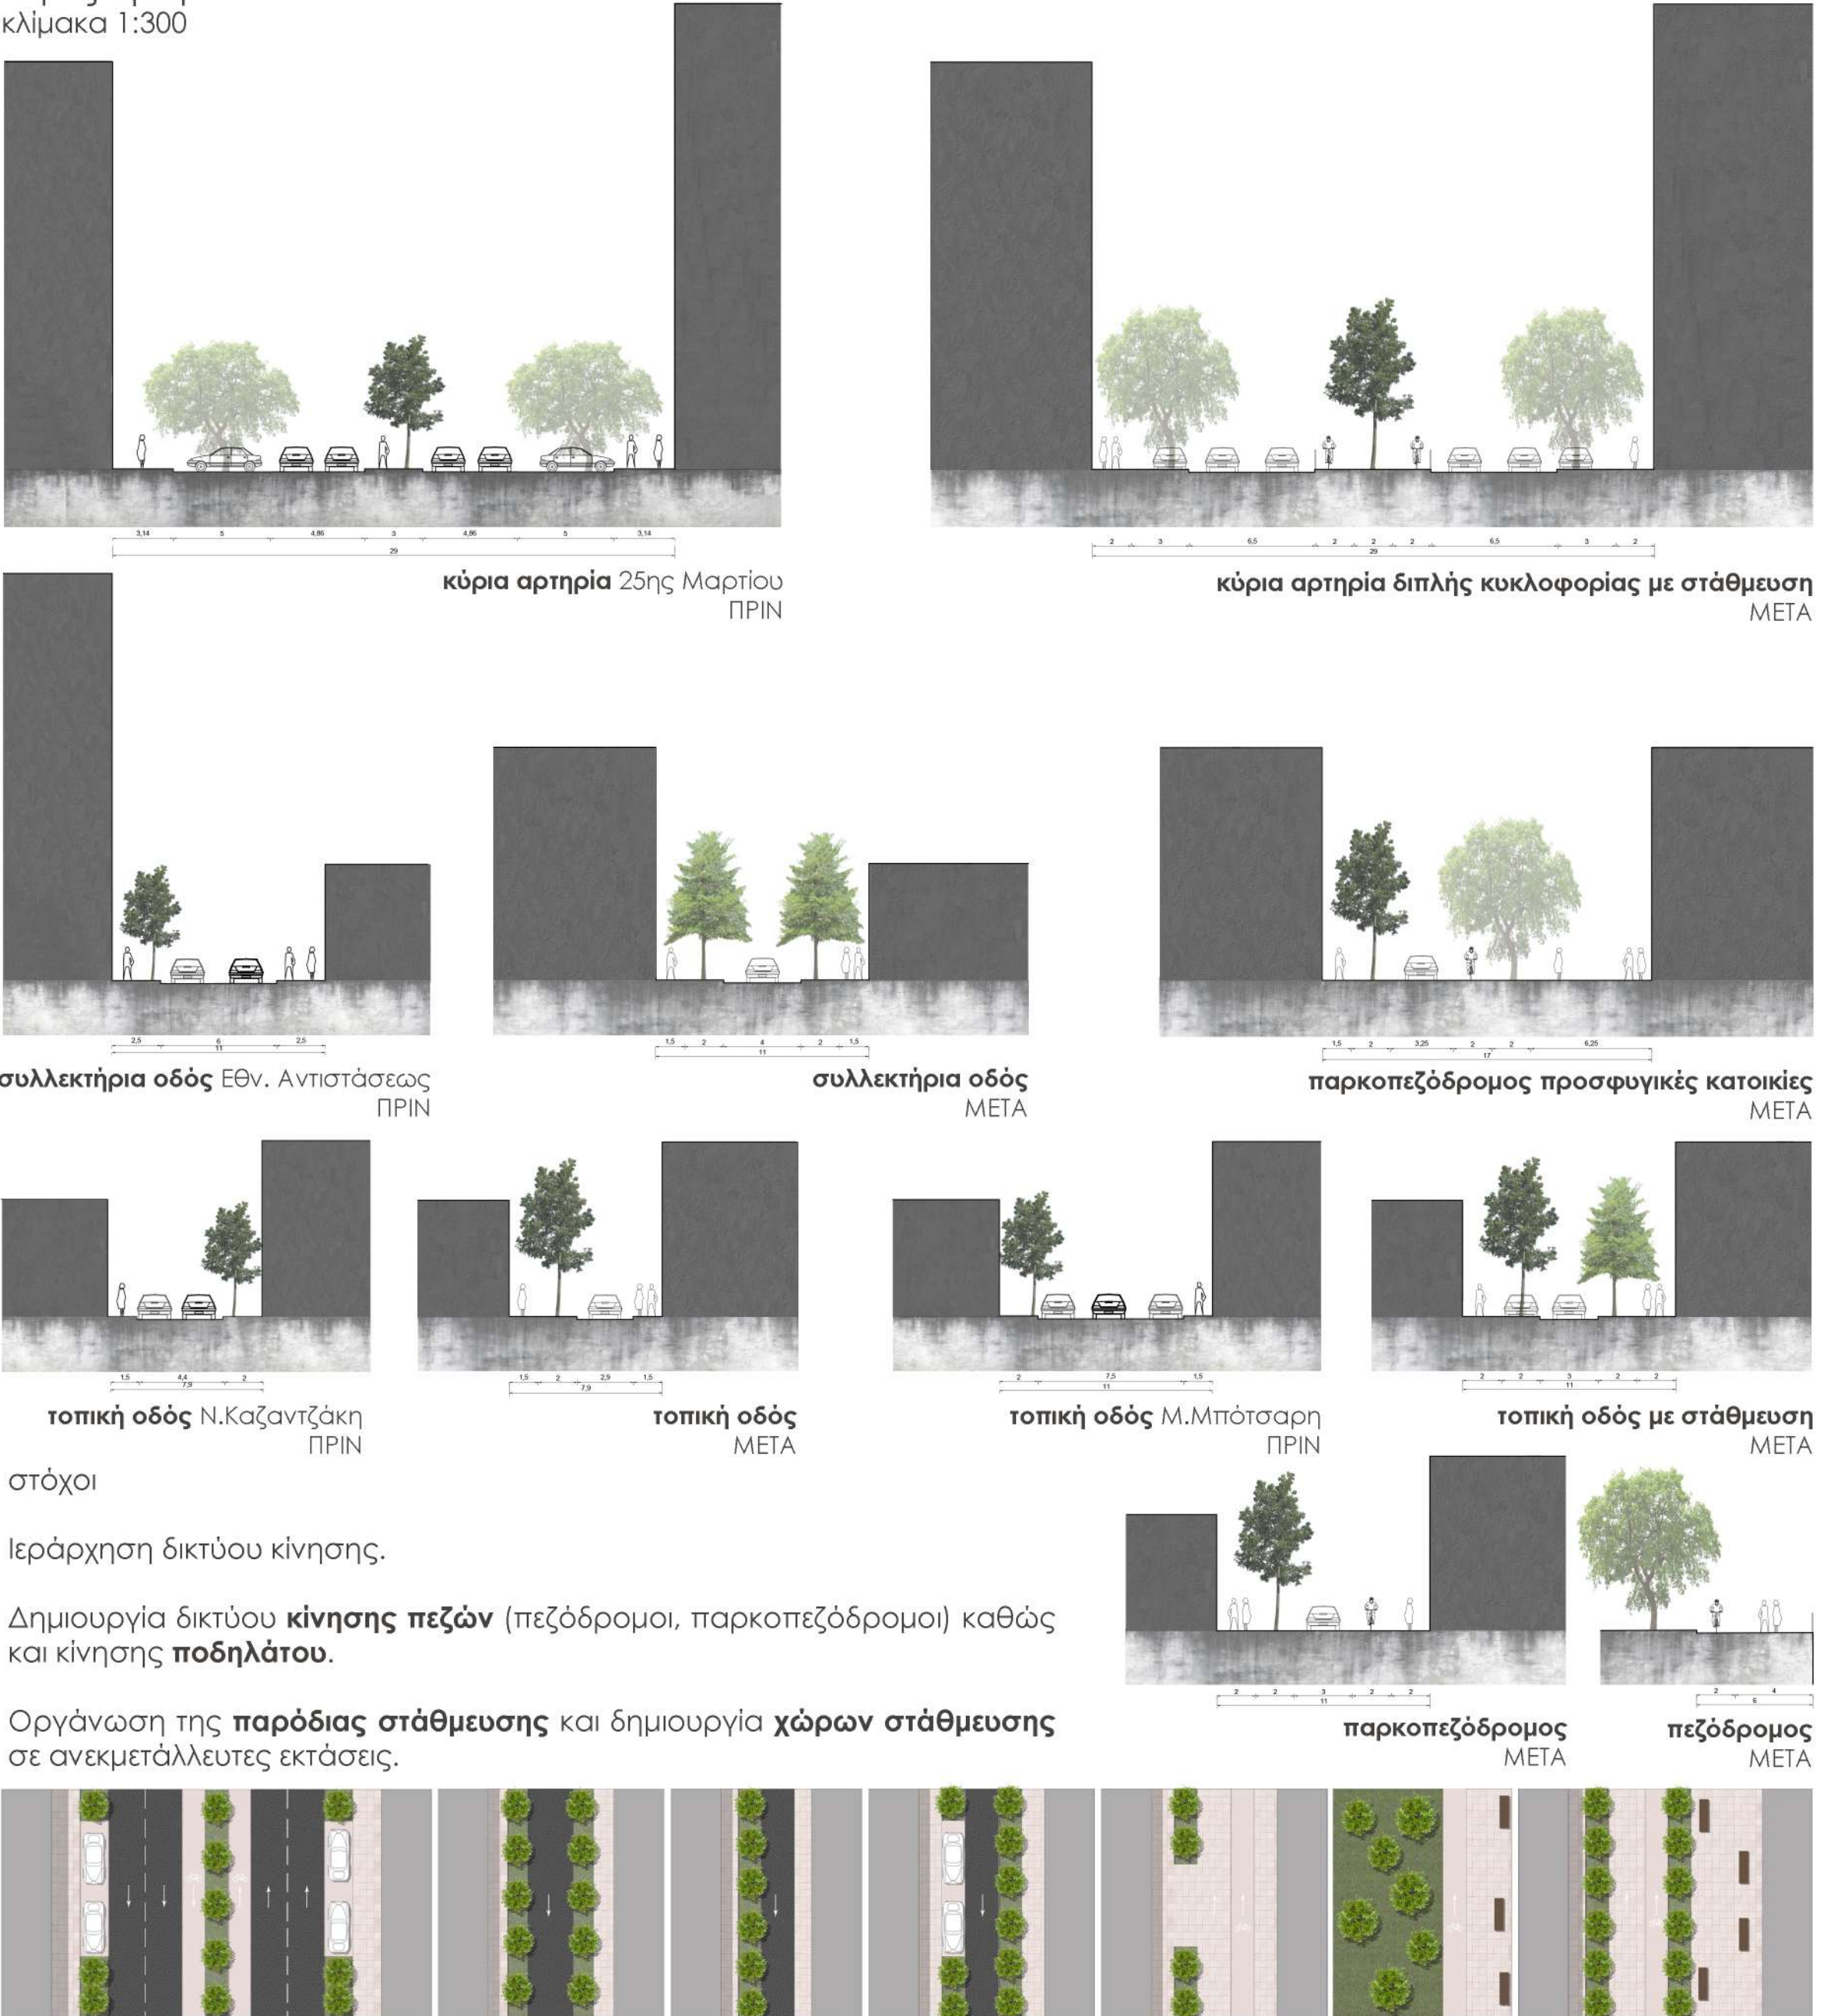 κλίμακα 1:300
3,14 5 4,86 3 4,86 5 3,14
29
κύρια αρτηρία 25ης Μαρτίου
ΠΡΙΝ
2 3 6,5 2 2 2 6,5 3 2
29
κύρια αρτηρία διπλής κυκλοφορίας με στάθμευση
ΜΕΤΑ
2,5 6 2,5
11
συλλεκτήρια οδός Εθν. Αντιστάσεως
ΠΡΙΝ
1,5 2 4 2 1,5
11
συλλεκτήρια οδός
ΜΕΤΑ
1,5 2 3,25 2 2 6,25
17
παρκοπεζόδρομος προσφυγικές κατοικίες
ΜΕΤΑ
1,5 4,4 2
7,9
τοπική οδός Ν.Καζαντζάκη
ΠΡΙΝ
1,5 2 2,9 1,5
7,9
τοπική οδός
ΜΕΤΑ
2 7,5 1,5
11
τοπική οδός Μ.Μπότσαρη
ΠΡΙΝ
2 2 3 2 2
11
τοπική οδός με στάθμευση
ΜΕΤΑ
στόχοι
Ιεράρχηση δικτύου κίνησης.
Δημιουργία δικτύου κίνησης πεζών (πεζόδρομοι, παρκοπεζόδρομοι) καθώς
και κίνησης ποδηλάτου.
Οργάνωση της παρόδιας στάθμευσης και δημιουργία χώρων στάθμευσης
σε ανεκμετάλλευτες εκτάσεις.
2 2 3 2 2
11
παρκοπεζόδρομος
ΜΕΤΑ
2 4
6
πεζόδρομος
ΜΕΤΑ